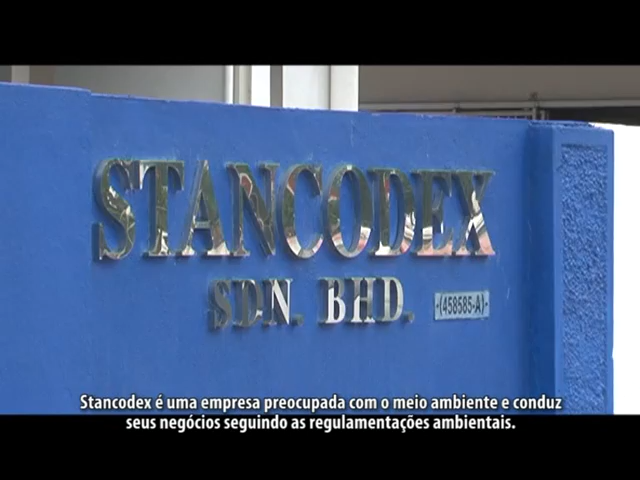 STANCODEX
SDN. BHD. -(458585-A)-
Stancodex é uma empresa preocupada com o meio ambiente e conduz
seus negócios seguindo as regulamentações ambientais.